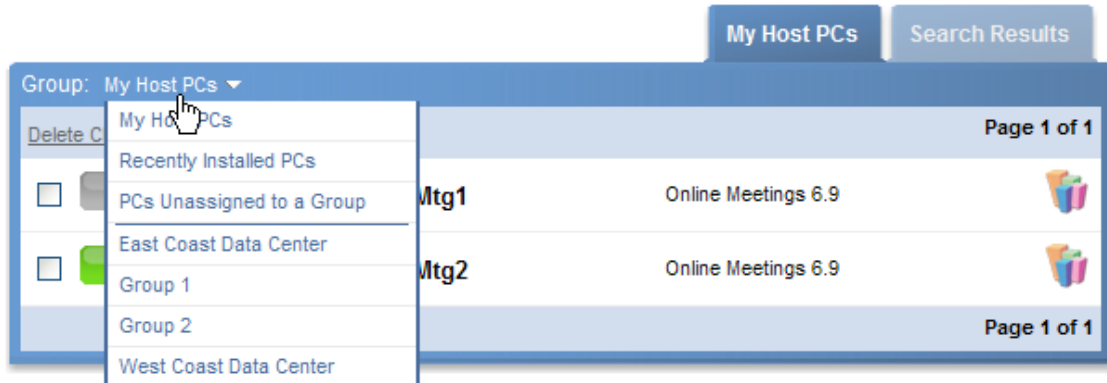 My Host PCs Search Results
Group: My Host PCs
My Host PCs
Delete C
Page 1 of 1
Recently Installed PCs
PCs Unassigned to a Group
Mtg1 Online Meetings 6.9
East Coast Data Center
Mtg2 Online Meetings 6.9
Group 1
Group 2
Page 1 of 1
West Coast Data Center